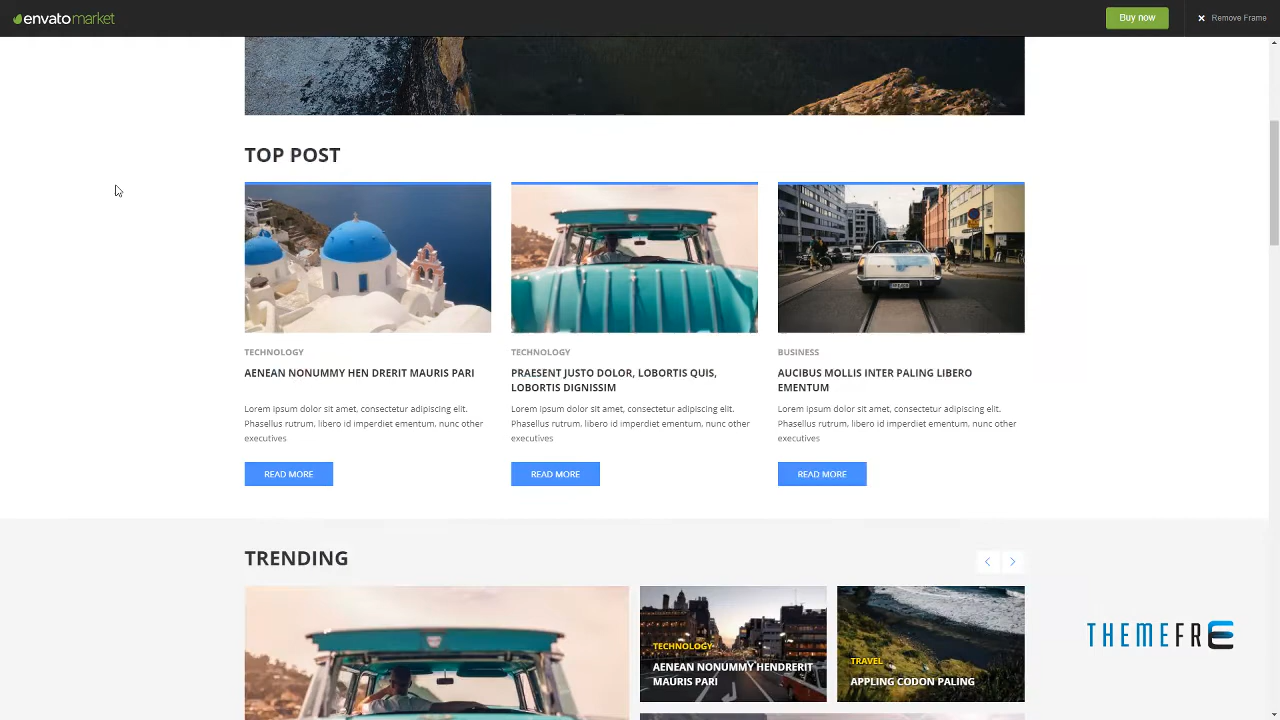 envato market
Buy now
Remove Frame
TOP POST
TECHNOLOGY
AENEAN NONUMMY HEN DRERIT MAURIS PARI
Lorem ipsum dolor sit amet, consectetur adipiscing elit.
Phasellus rutrum, libero id imperdiet ementum, nunc other
executives
READ MORE
TECHNOLOGY
PRAESENT JUSTO DOLOR, LOBORTIS QUIS,
LOBORTIS DIGNISSIM
Lorem ipsum dolor sit amet, consectetur adipiscing elit.
Phasellus rutrum, libero id imperdiet ementum, nunc other
executives
READ MORE
BUSINESS
AUCIBUS MOLLIS INTER PALING LIBERO
EMENTUM
Lorem ipsum dolor sit amet, consectetur adipiscing elit.
Phasellus rutrum, libero id imperdiet ementum, nunc other
executives
READ MORE
TRENDING
TECHNOLOGY
AENEAN NONUMMY HENDRERIT
MAURIS PARI
TRAVEL
APPLING CODON PALING
THEMEFRE